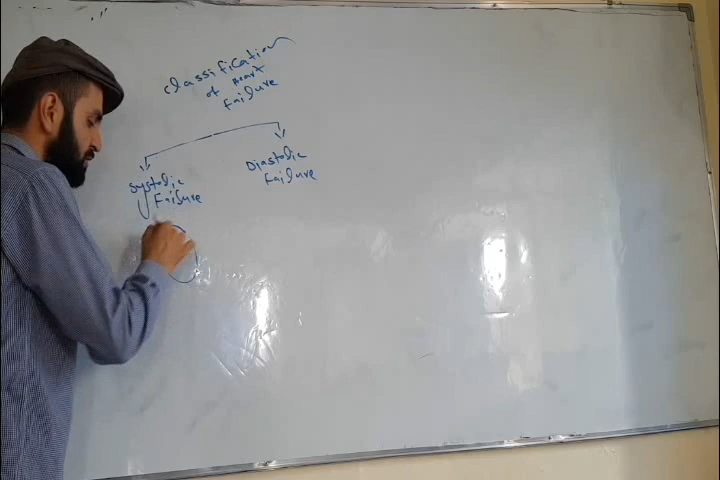 Classification
of Heart
Failure
Systolic
Failure
Diastolic
Failure